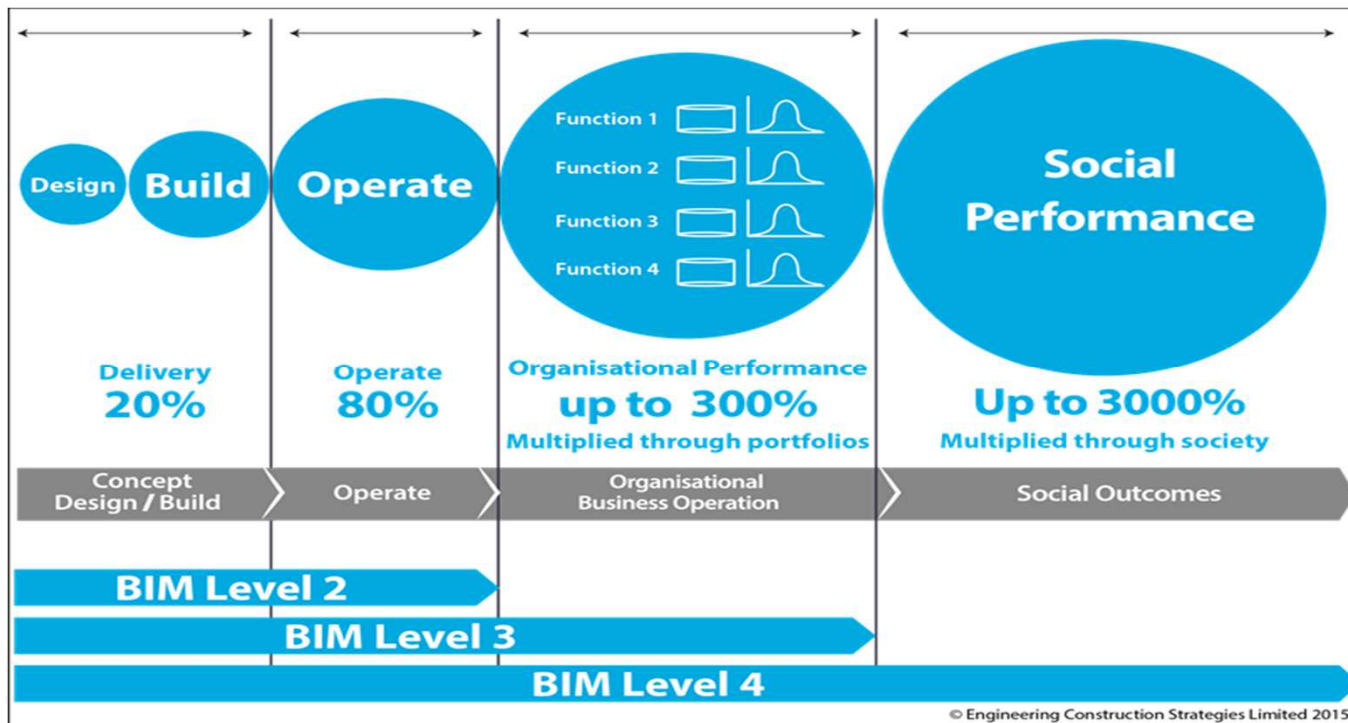 Design
Build
Operate
Function 1
Function 2
Function 3
Function 4
Social
Performance
Delivery
20%
Operate
80%
Organisational Performance
up to 300%
Multiplied through portfolios
Up to 3000%
Multiplied through society
Concept
Design / Build
Operate
Organisational
Business Operation
Social Outcomes
BIM Level 2
BIM Level 3
BIM Level 4
© Engineering Construction Strategies Limited 2015